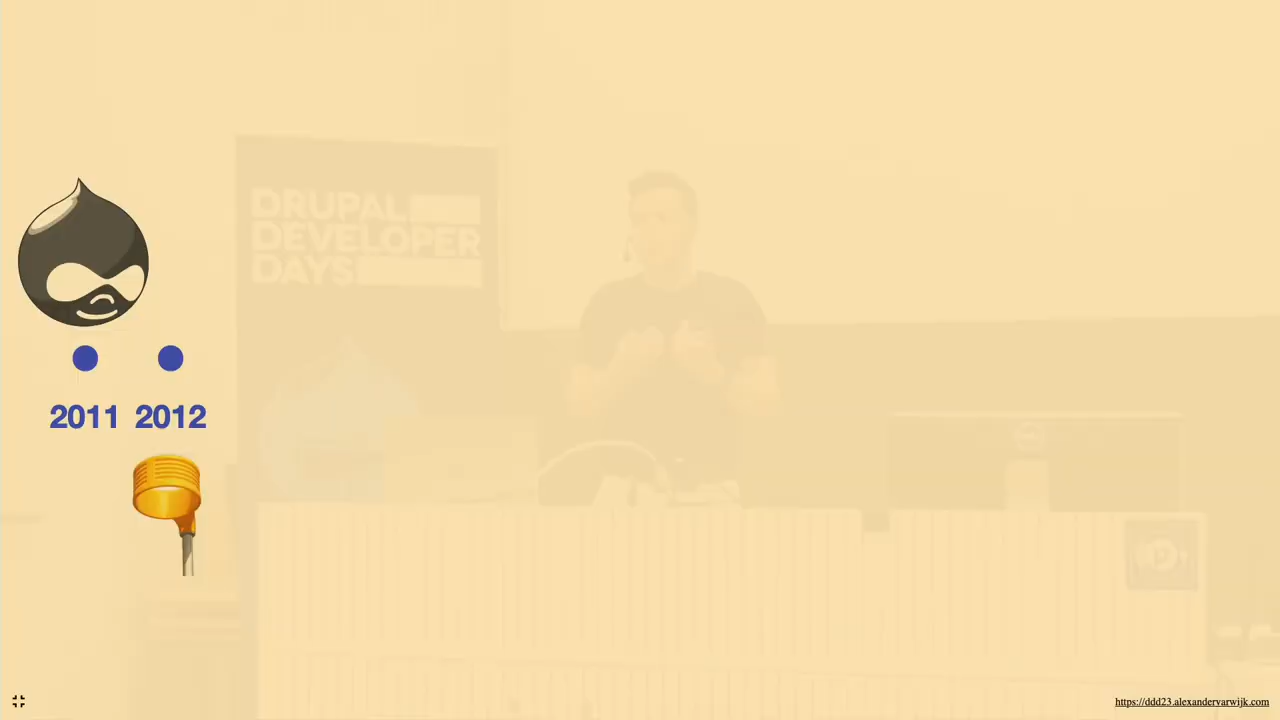 DRUPAL
DEVELOPER
DAYS
2011 2012
https://ddd23.alexandervarwijk.com